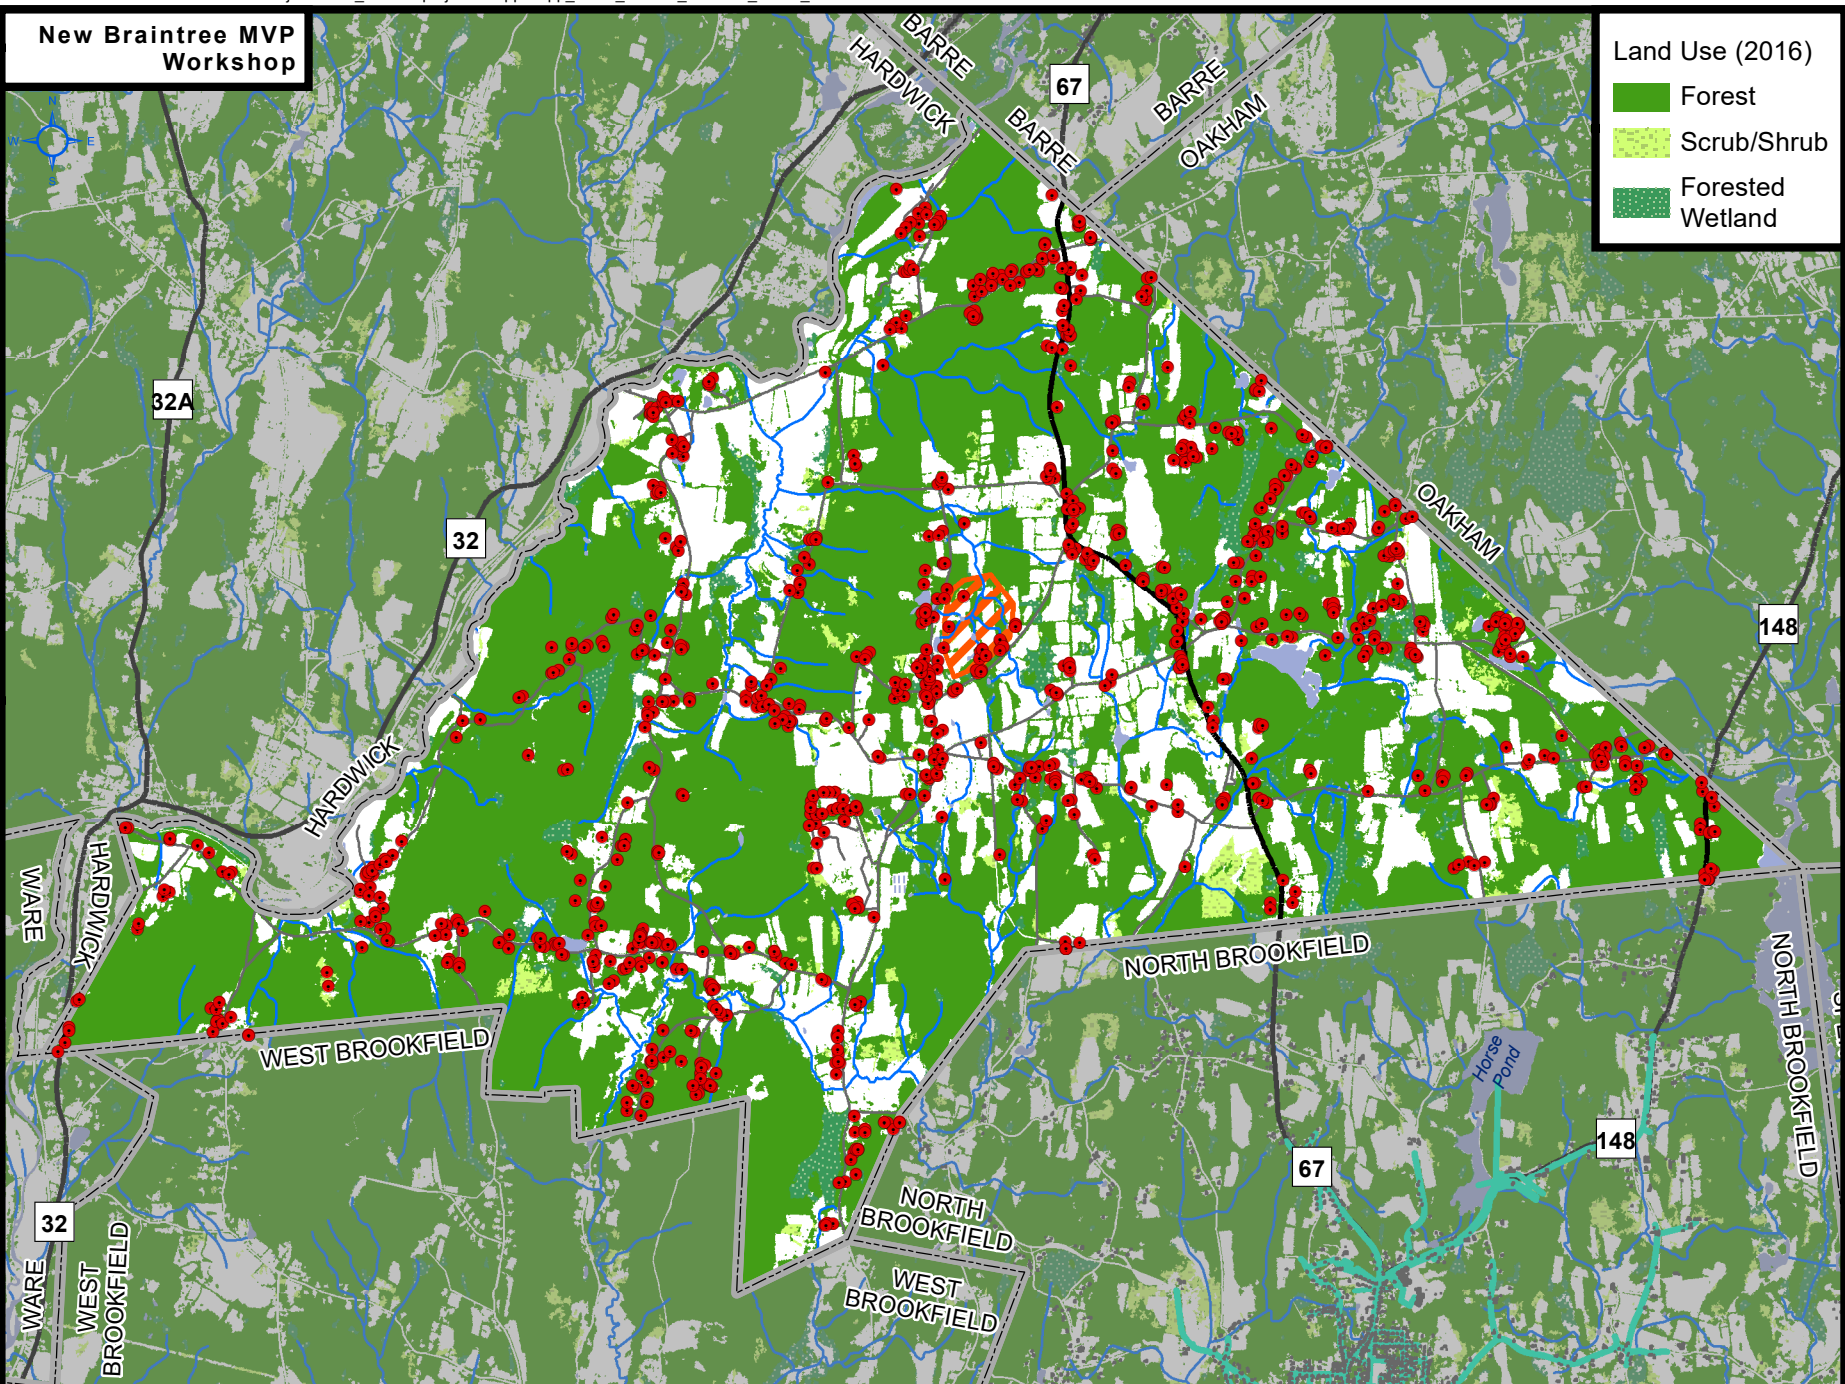 New Braintree MVP
Workshop
Land Use (2016)
Forest
Scrub/Shrub
Forested
Wetland
N
W
E
S
BARRE
HARDWICK
67
BARRE
BARRE
OAKHAM
32A
32
OAKHAM
148
HARDWICK
WARE
HARDWICK
WEST BROOKFIELD
NORTH BROOKFIELD
NORTH BROOKFIELD
Horse
Pond
148
67
32
WARE
WEST
BROOKFIELD
NORTH
BROOKFIELD
WEST
BROOKFIELD